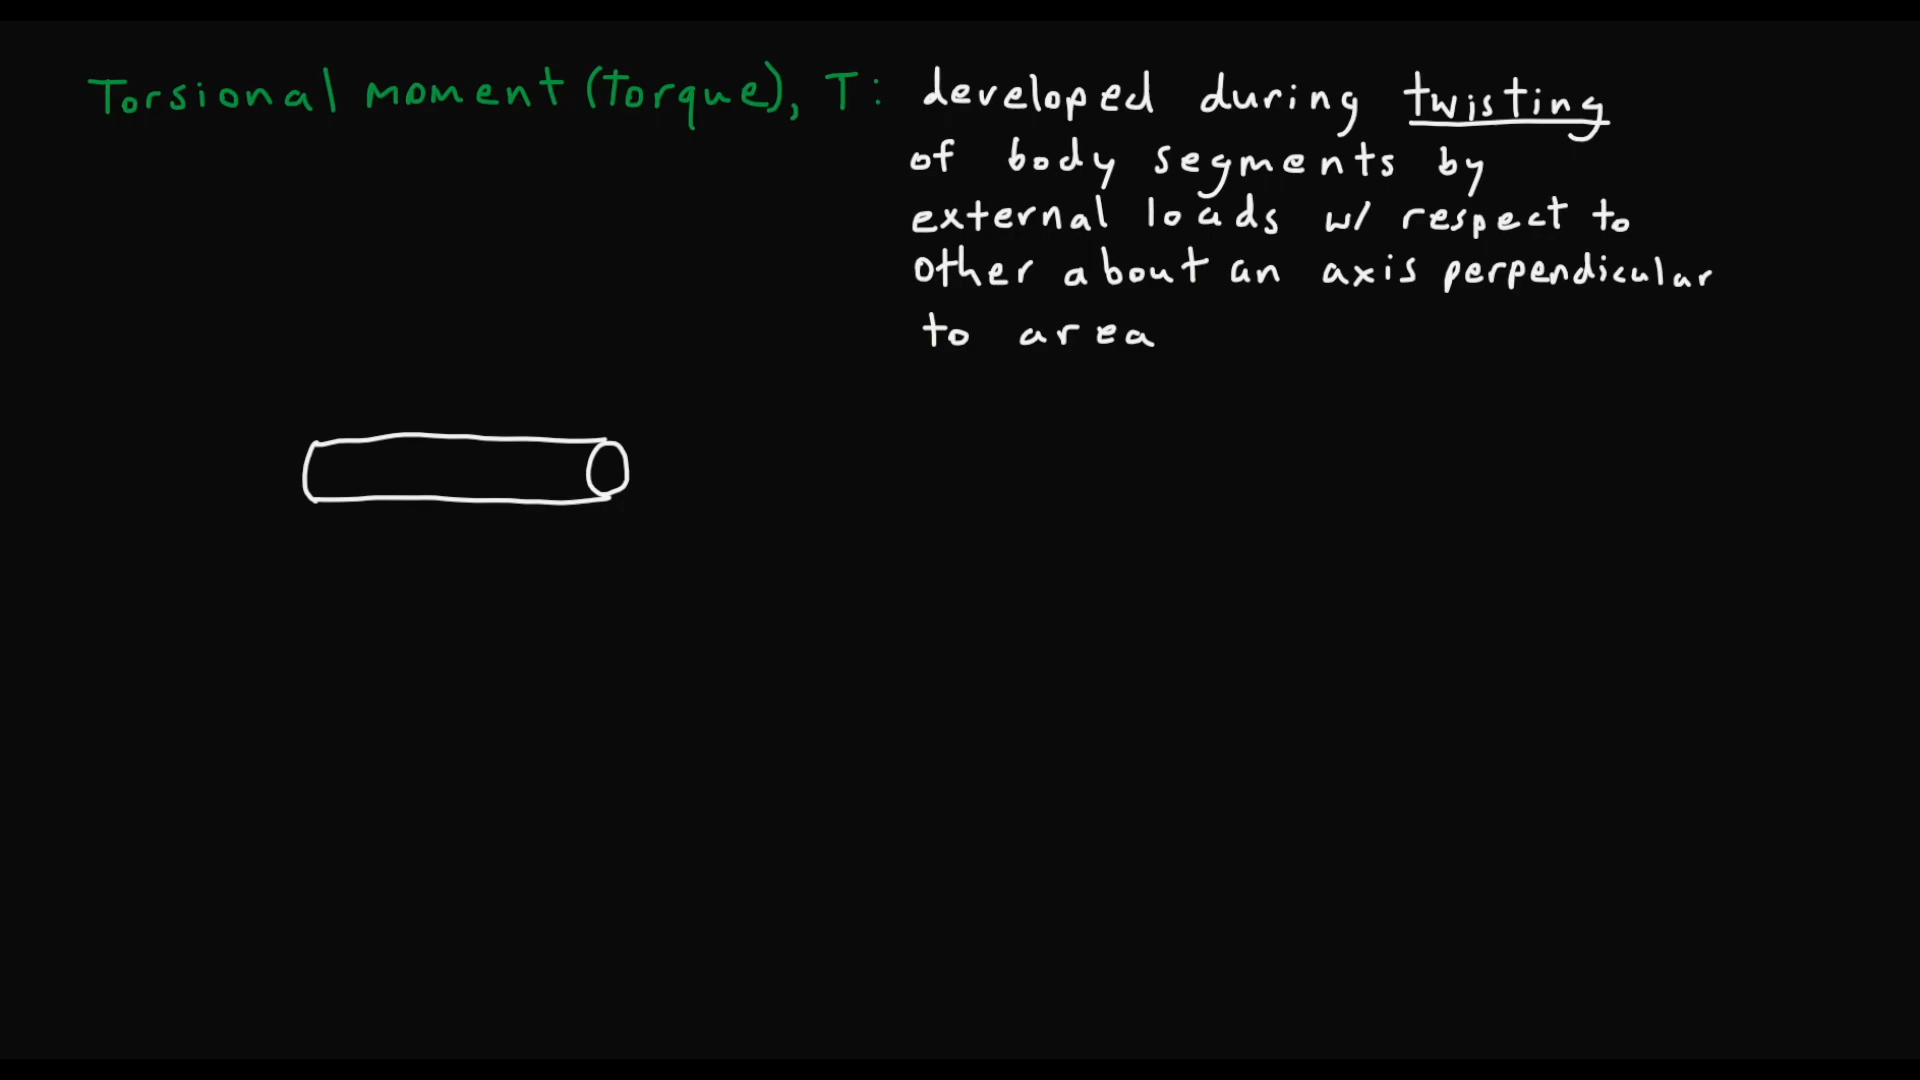 Torsional moment (torque), T: developed during twisting
of body segments by
external loads w/ respect to
other about an axis perpendicular
to area